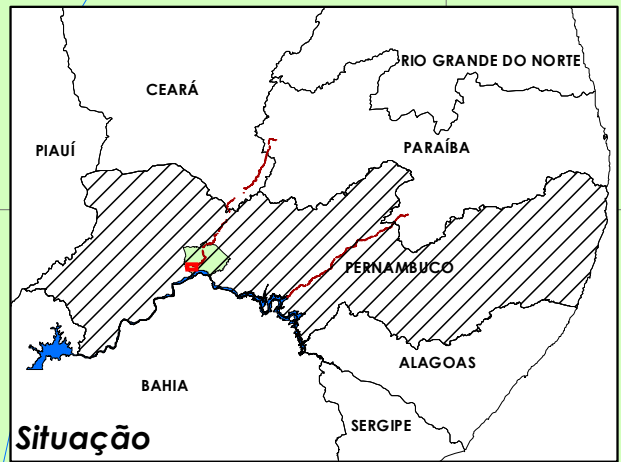 RIO GRANDE DO NORTE
CEARÁ
PIAUÍ
PARAÍBA
PERNAMBUCO
ALAGOAS
BAHIA
SERGIPE
Situação